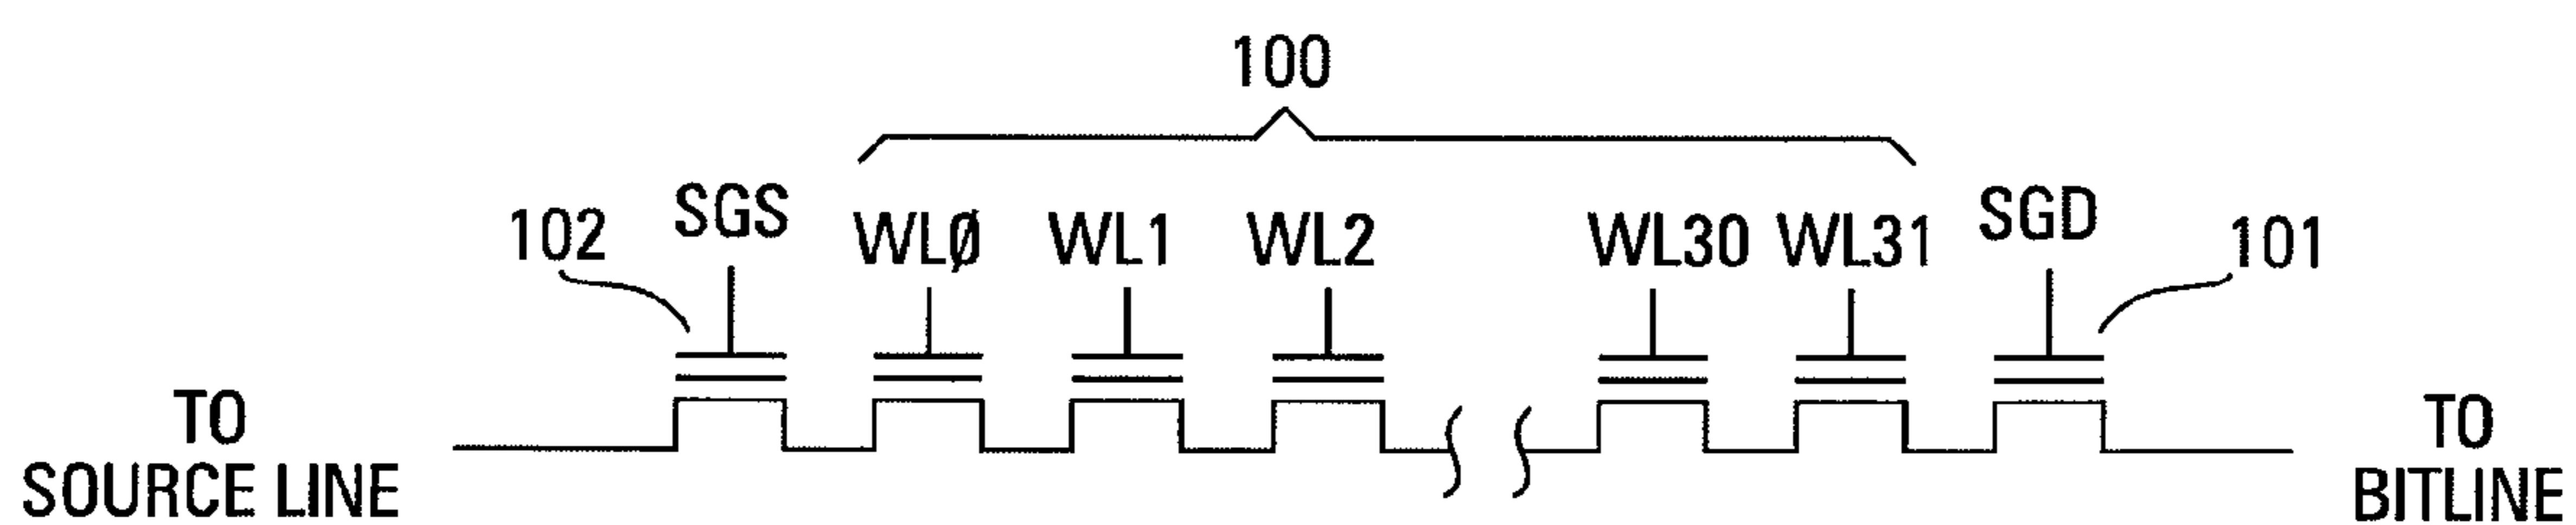 100
102
SGS
WLØ
WL1
WL2
WL30
WL31
SGD
101
TO
SOURCE LINE
TO
BITLINE